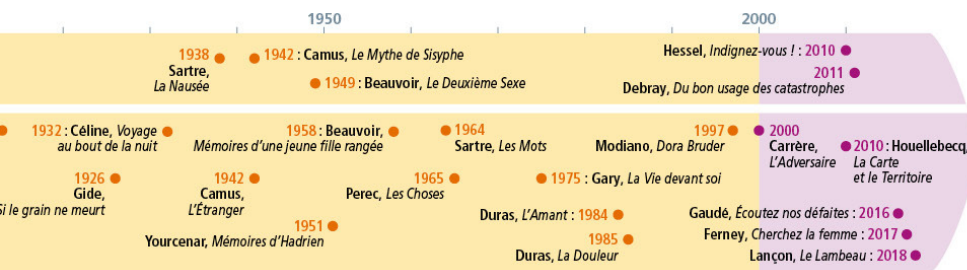 1950
2000
1938
Sartre,
La Nausée
1942 : Camus, Le Mythe de Sisyphe
1949 : Beauvoir, Le Deuxième Sexe
Hessel, Indignez-vous ! : 2010
2011
Debray, Du bon usage des catastrophes
1932 : Céline, Voyage
au bout de la nuit
1958 : Beauvoir,
Mémoires d'une jeune fille rangée
1964
Sartre, Les Mots
1997
Modiano, Dora Bruder
2000
Carrère,
L'Adversaire
2010 : Houellebecq,
La Carte
et le Territoire
1926
Gide,
Si le grain ne meurt
1942
Camus,
L'Étranger
1965
Perec, Les Choses
1975 : Gary, La Vie devant soi
1951
Yourcenar, Mémoires d'Hadrien
Duras, L'Amant : 1984
1985
Duras, La Douleur
Gaudé, Écoutez nos défaites : 2016
Ferney, Cherchez la femme : 2017
Lançon, Le Lambeau : 2018